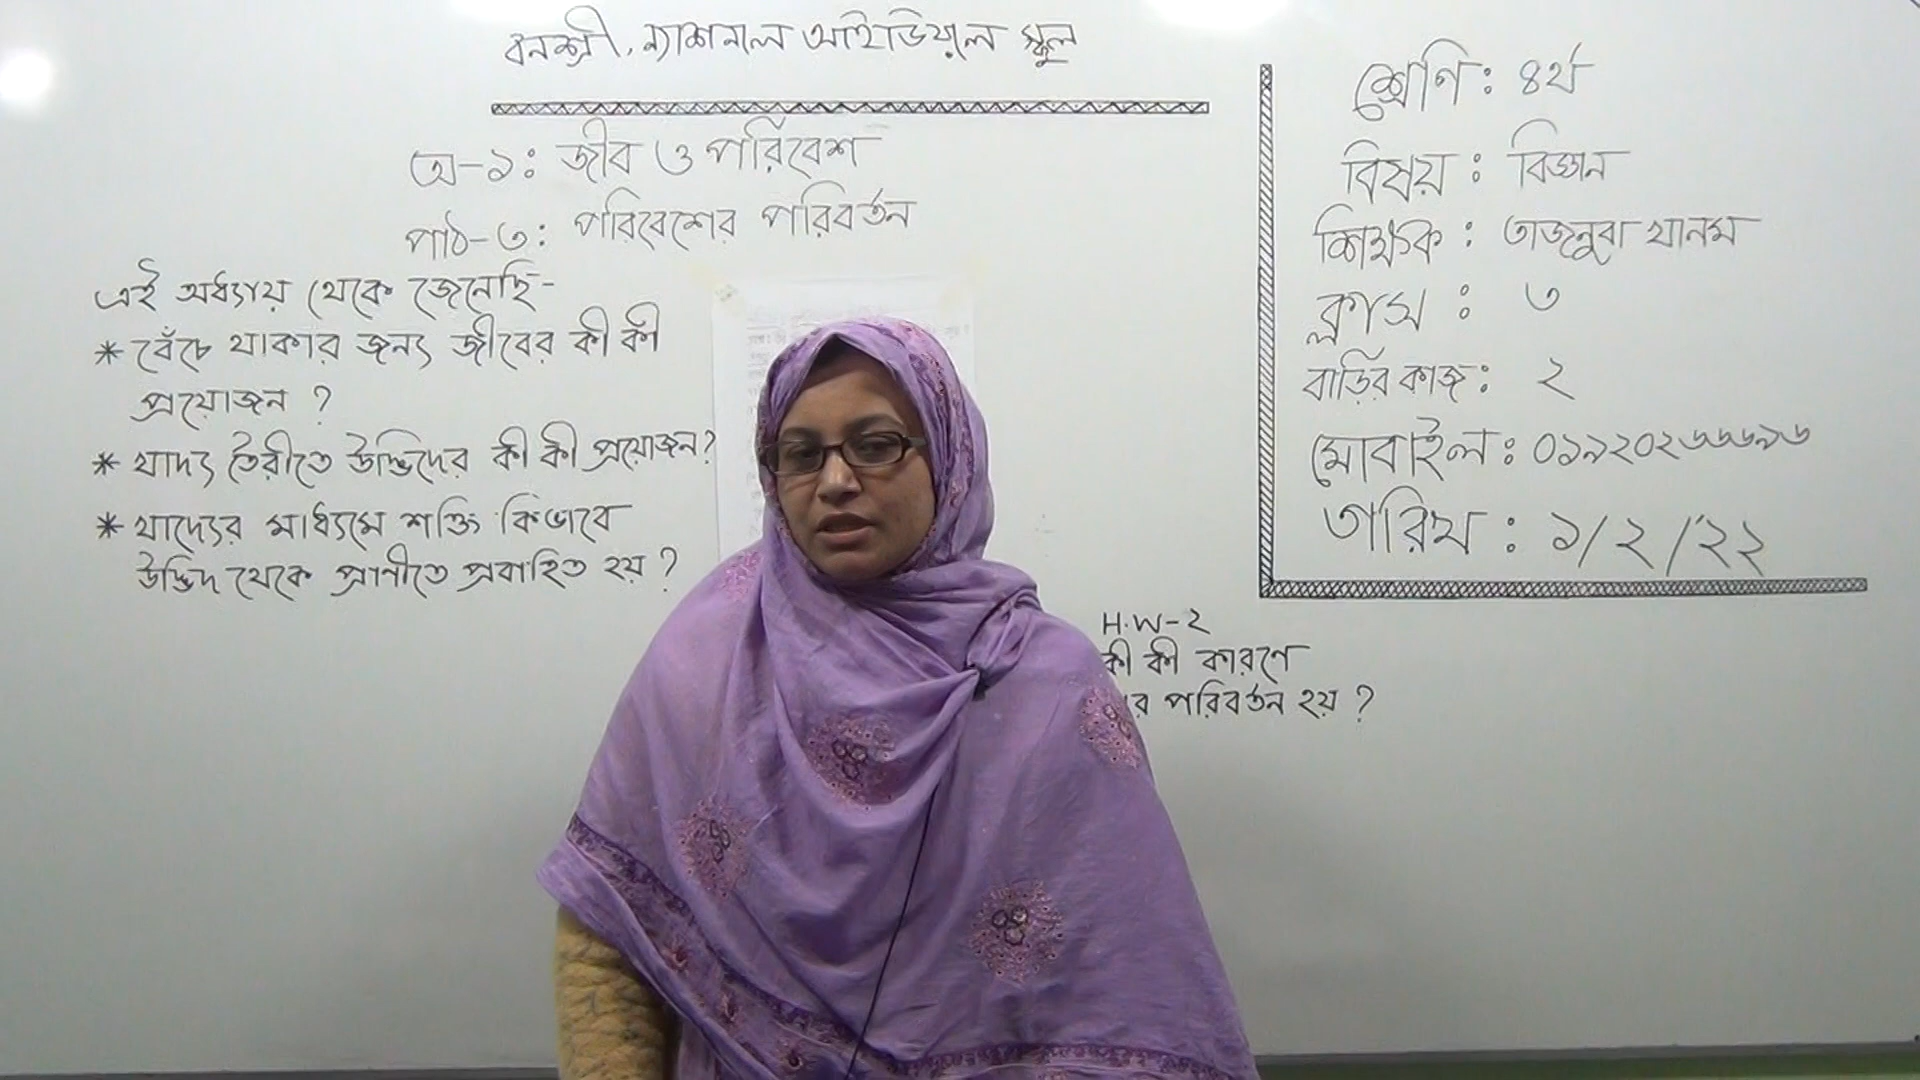 বনশ্রী, ন্যাশনাল আইডিয়াল স্কুল
অ-১: জীব ও পরিবেশ
পাঠ-৩: পরিবেশের পরিবর্তন
এই অধ্যায় থেকে জেনেছি-
* বেঁচে থাকার জন্য জীবের কী কী
প্রয়োজন ?
* খাদ্য তৈরীতে উদ্ভিদের কী কী প্রয়োজন?
* খাদ্যের মাধ্যমে শক্তি কিভাবে
উদ্ভিদ থেকে প্রাণীতে প্রবাহিত হয় ?
শ্রেণি : ৪র্থ
বিষয় : বিজ্ঞান
শিক্ষক : তাজনুবা খানম
ক্লাস : ৩
বাড়ির কাজ : ২
মোবাইল : ০১৯২০২৬৬৬৯৬
তারিখ : ১/২/'২২
H.W-2
কী কী কারণে
র পরিবর্তন হয় ?